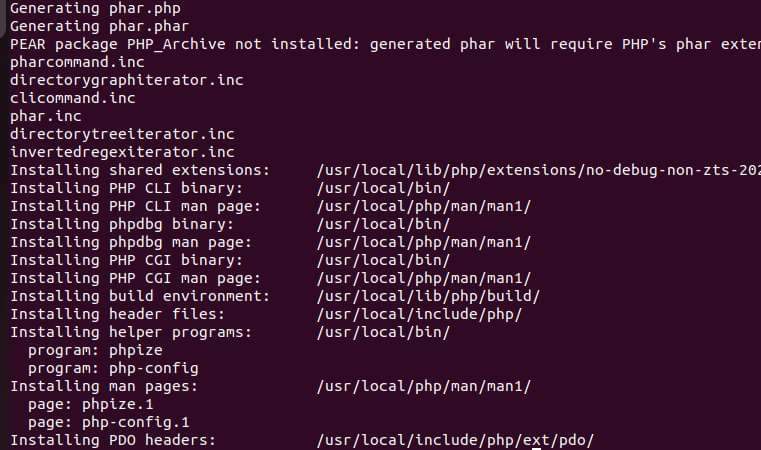 Generating phar.php
Generating phar.phar
PEAR package PHP_Archive not installed: generated phar will require PHP's phar exten
pharcommand.inc
directorygraphiterator.inc
clicommand.inc
phar.inc
directorytreeiterator.inc
invertedregexiterator.inc
Installing shared extensions:     /usr/local/lib/php/extensions/no-debug-non-zts-202
Installing PHP CLI binary:        /usr/local/bin/
Installing PHP CLI man page:      /usr/local/php/man/man1/
Installing phpdbg binary:         /usr/local/bin/
Installing phpdbg man page:       /usr/local/php/man/man1/
Installing PHP CGI binary:        /usr/local/bin/
Installing PHP CGI man page:      /usr/local/php/man/man1/
Installing build environment:     /usr/local/lib/php/build/
Installing header files:          /usr/local/include/php/
Installing helper programs:       /usr/local/bin/
  program: phpize
  program: php-config
Installing man pages:             /usr/local/php/man/man1/
  page: phpize.1
  page: php-config.1
Installing PDO headers:           /usr/local/include/php/ext/pdo/